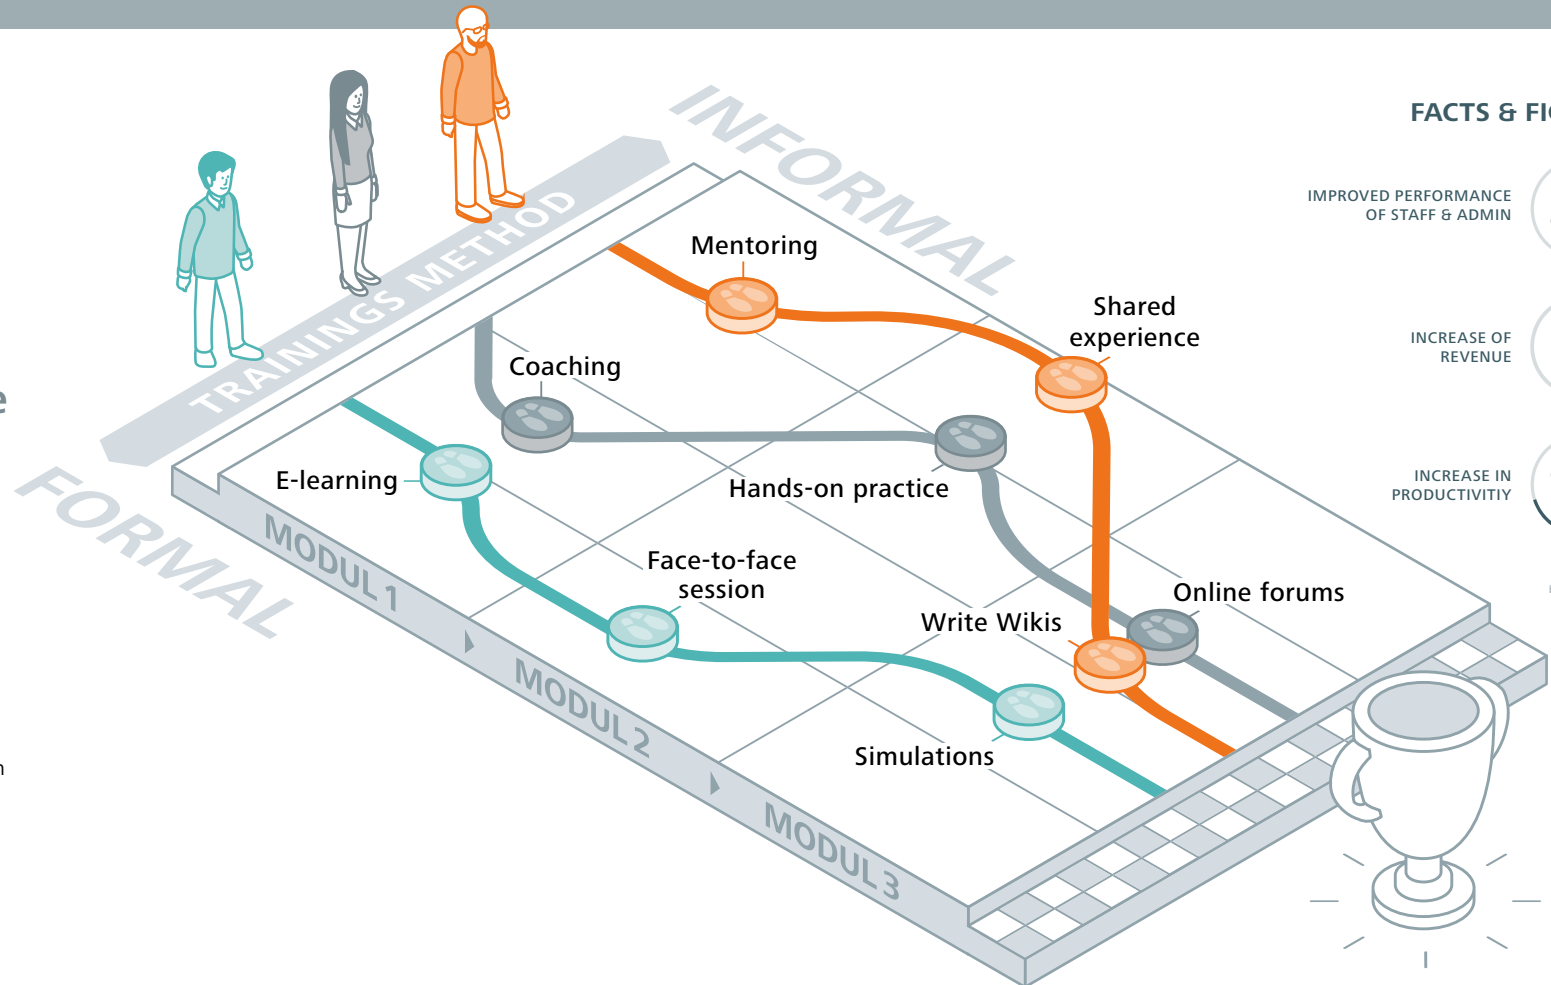 INFORMAL
FACTS & FI
IMPROVED PERFORMANCE
OF STAFF & ADMIN
TRAININGS METHOD
Mentoring
Shared
experience
INCREASE OF
REVENUE
Coaching
e
E-learning
Hands-on practice
INCREASE IN
PRODUCTIVITIY
FORMAL
MODUL 1
Face-to-face
session
Online forums
Write Wikis
MODUL 2
Simulations
n
MODUL 3